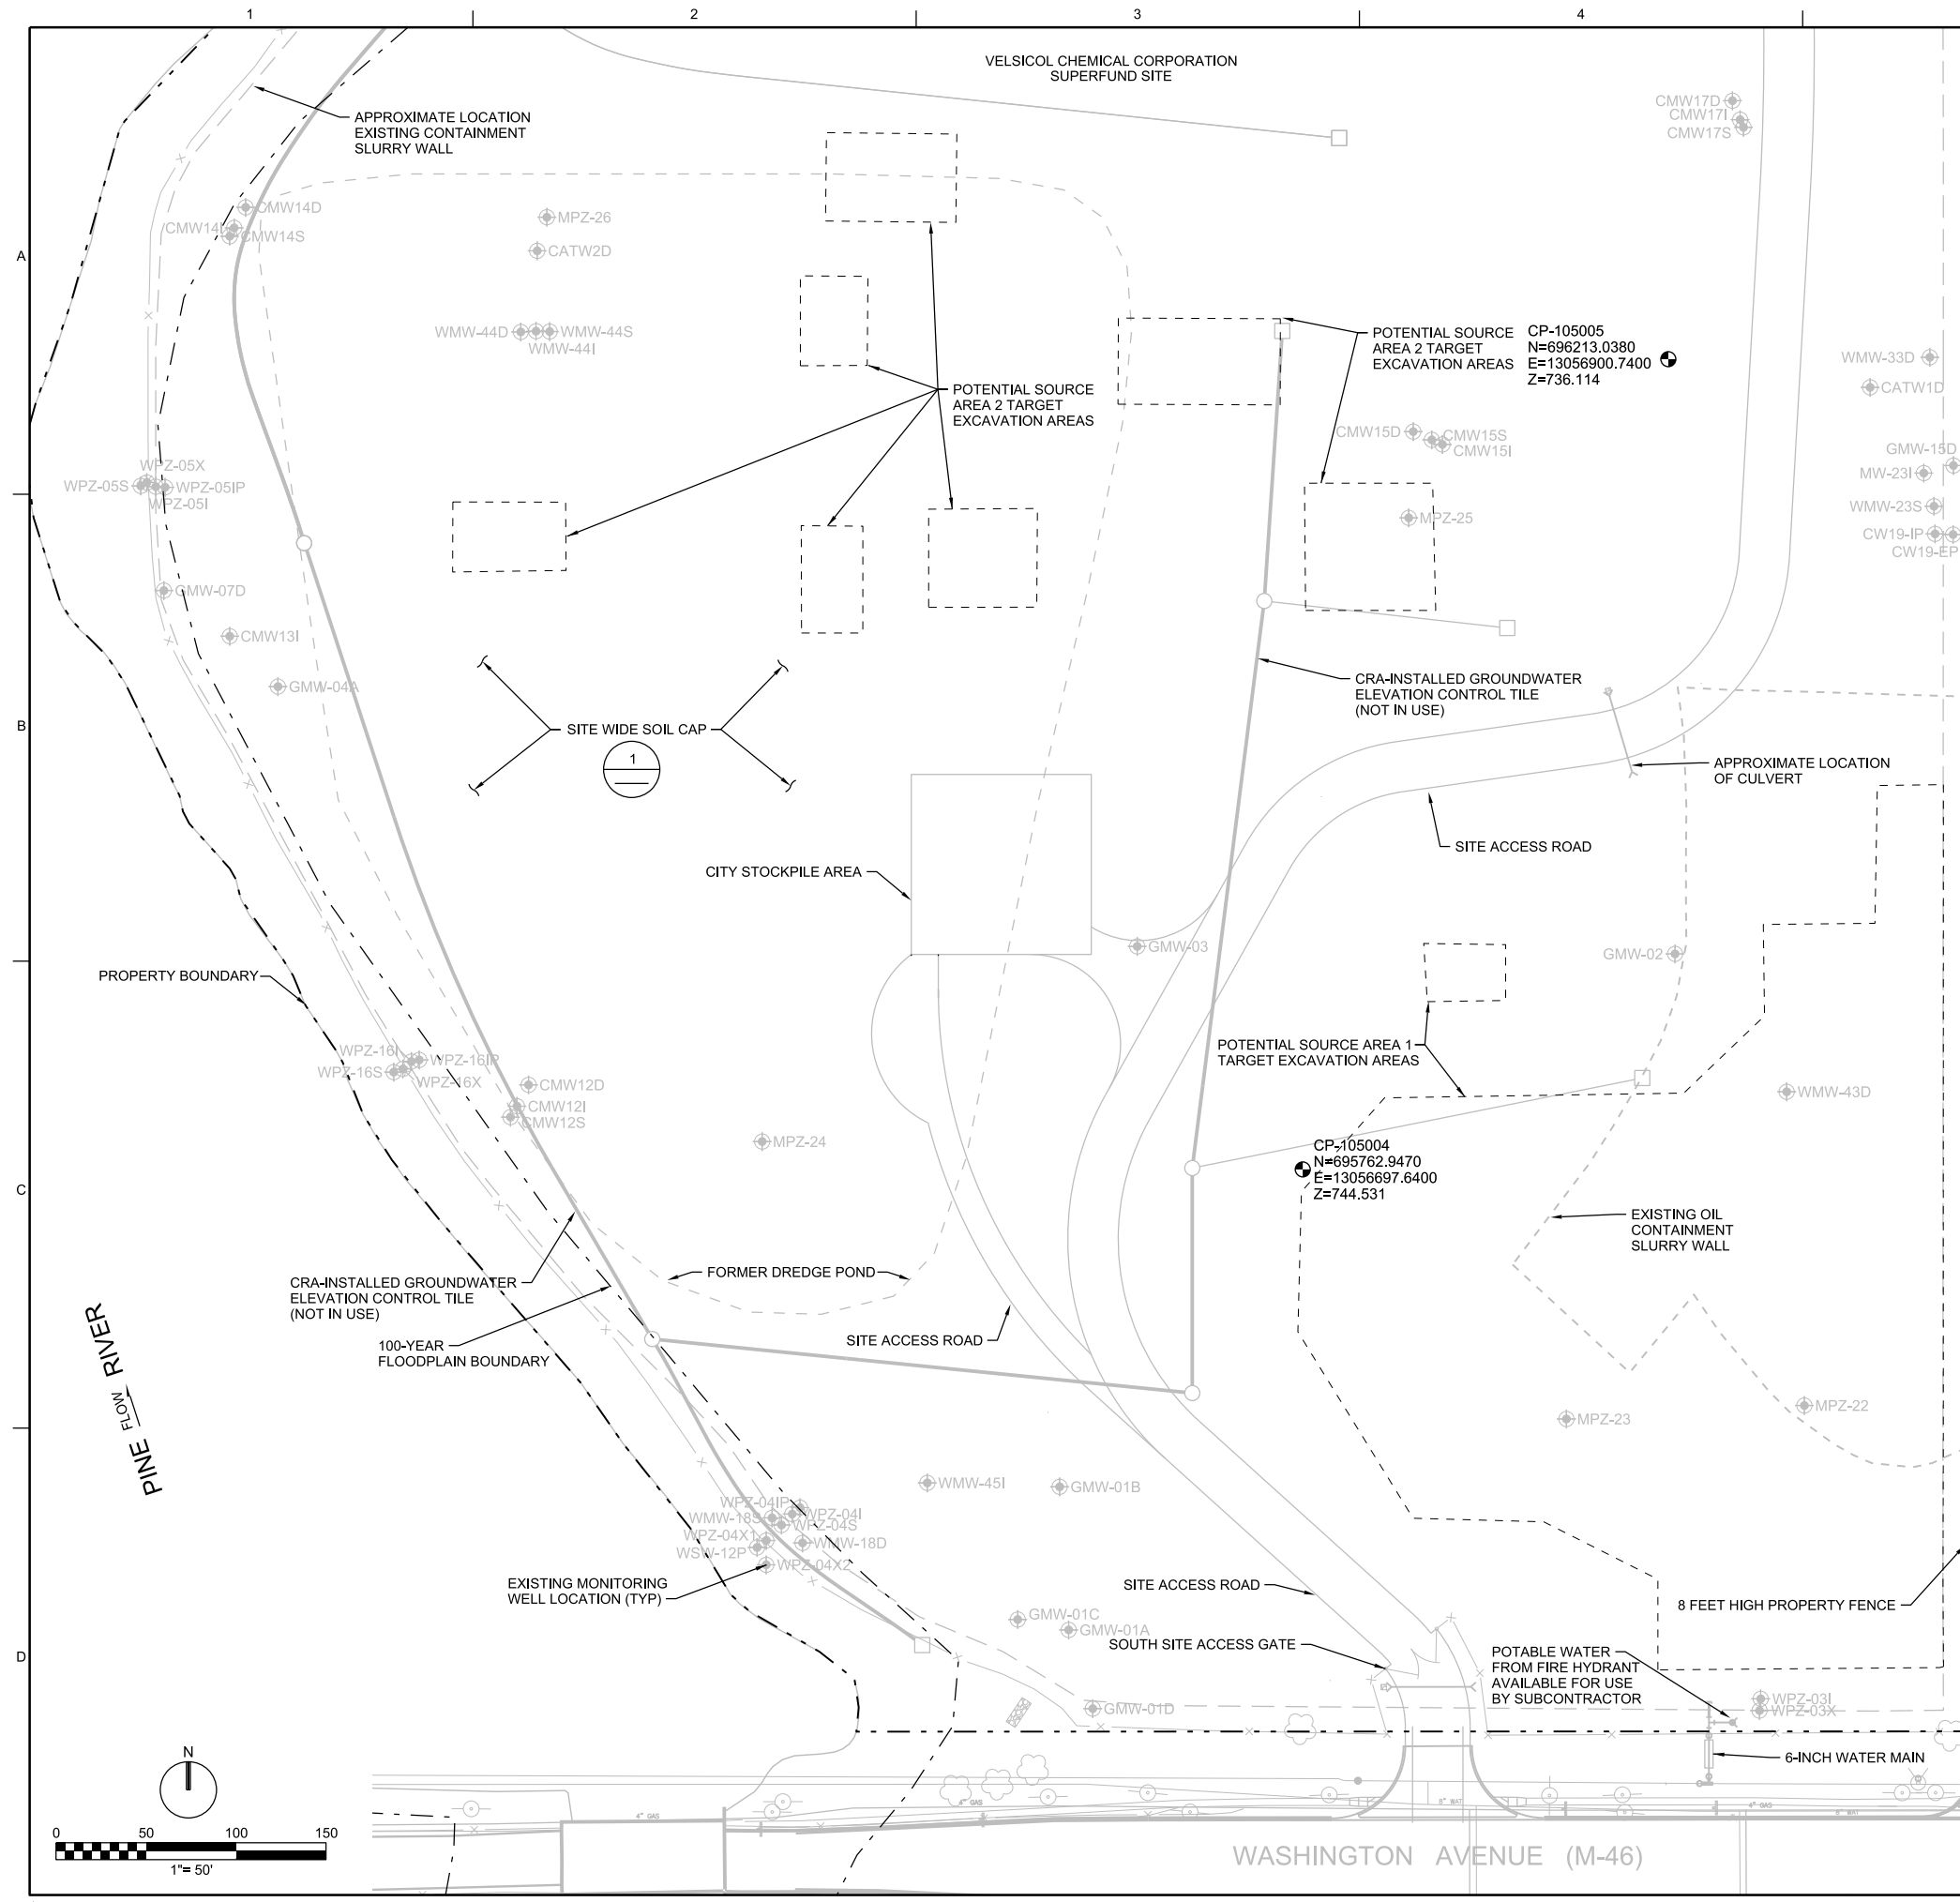 1
2
3
4
VELSICOL CHEMICAL CORPORATION
SUPERFUND SITE
APPROXIMATE LOCATION
EXISTING CONTAINMENT
SLURRY WALL
CMW17D
CMW17I
CMW17S
CMW14D
CMW14I
CMW14S
MPZ-26
CATW2D
A
WMW-44D
WMW-44S
WMW-44I
POTENTIAL SOURCE
AREA 2 TARGET
EXCAVATION AREAS
POTENTIAL SOURCE
AREA 2 TARGET
EXCAVATION AREAS
CP-105005
N=696213.0380
E=13056900.7400
Z=736.114
WMW-33D
CATW1D
CMW15D
CMW15S
CMW15I
GMW-15D
MW-23I
WMW-23S
CW19-IP
CW19-EP
WPZ-05X
WPZ-05S
WPZ-05IP
WPZ-05I
MPZ-25
GMW-07D
CMW13I
GMW-04A
B
SITE WIDE SOIL CAP
1
CRA-INSTALLED GROUNDWATER
ELEVATION CONTROL TILE
(NOT IN USE)
APPROXIMATE LOCATION
OF CULVERT
SITE ACCESS ROAD
CITY STOCKPILE AREA
GMW-03
GMW-02
PROPERTY BOUNDARY
POTENTIAL SOURCE AREA 1
TARGET EXCAVATION AREAS
WPZ-16I
WPZ-16IP
WPZ-16S
WPZ-16X
CMW12D
CMW12I
CMW12S
MPZ-24
WMW-43D
C
CP-105004
N=695762.9470
E=13056697.6400
Z=744.531
EXISTING OIL
CONTAINMENT
SLURRY WALL
FORMER DREDGE POND
CRA-INSTALLED GROUNDWATER
ELEVATION CONTROL TILE
(NOT IN USE)
100-YEAR
FLOODPLAIN BOUNDARY
SITE ACCESS ROAD
PINE FLOW RIVER
MPZ-23
MPZ-22
WMW-45I
GMW-01B
WPZ-04IP
WPZ-04I
WMW-18S
WPZ-04S
WPZ-04X1
WMW-18D
WSW-12P
WPZ-04X2
EXISTING MONITORING
WELL LOCATION (TYP)
SITE ACCESS ROAD
8 FEET HIGH PROPERTY FENCE
GMW-01C
GMW-01A
SOUTH SITE ACCESS GATE
D
POTABLE WATER
FROM FIRE HYDRANT
AVAILABLE FOR USE
BY SUBCONTRACTOR
GMW-01D
WPZ-03I
WPZ-03X
6-INCH WATER MAIN
N
0 50 100 150
1"= 50'
4" GAS
4" GAS
8" WAT
4" GAS
8" WAT
WASHINGTON AVENUE (M-46)